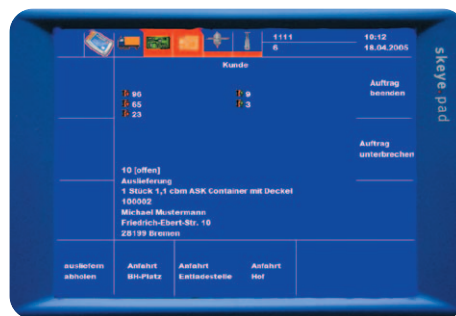 1111
6
10:12
18.04.2005
Kunde
96
65
23
9
3
Auftrag
beenden
Auftrag
unterbrechen
10 [offen]
Auslieferung
1 Stück 1,1 cbm ASK Container mit Deckel
100002
Michael Mustermann
Friedrich-Ebert-Str. 10
28199 Bremen
ausliefern
abholen
Anfahrt
BH-Platz
Anfahrt
Entladestelle
Anfahrt
Hof
skeye.pad